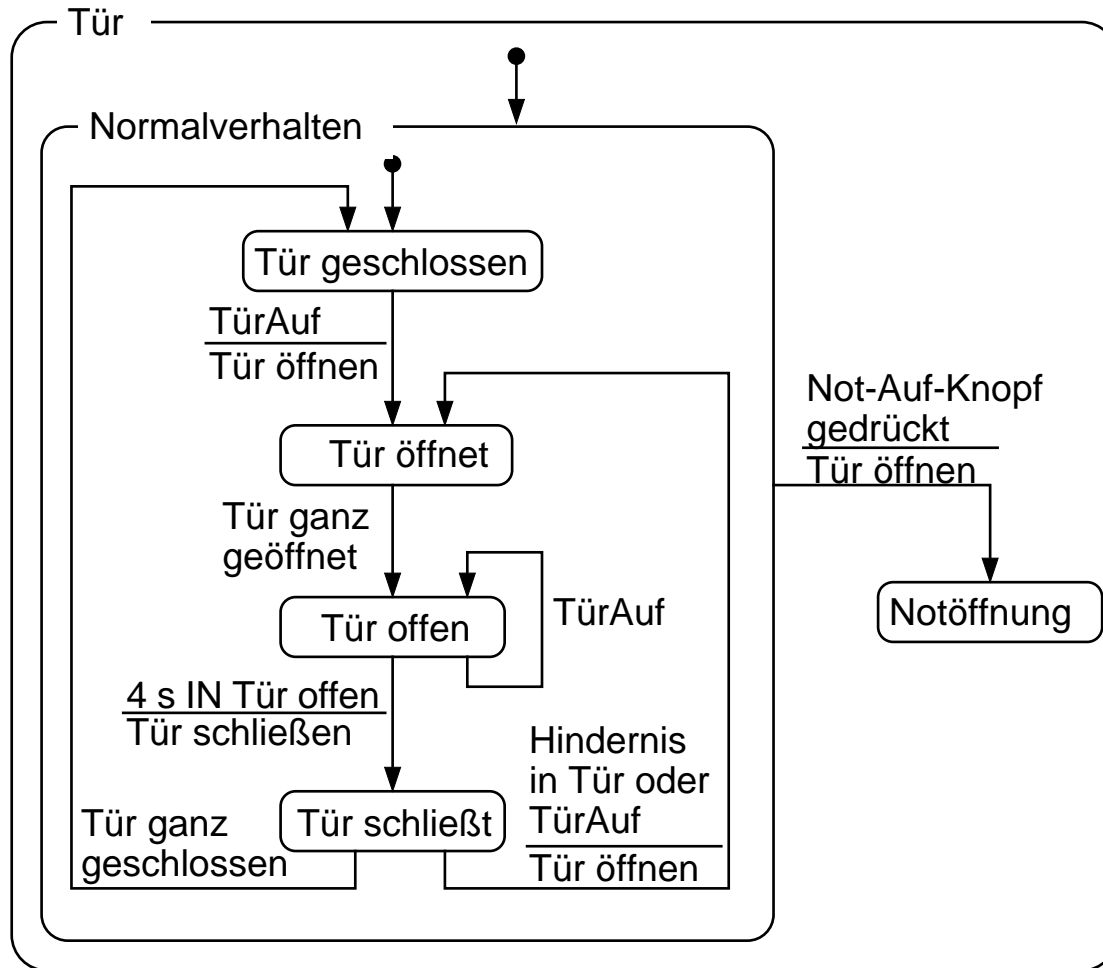 Tür
Normalverhalten
Tür geschlossen
TürAuf
Tür öffnen
Tür öffnet
Not-Auf-Knopf
gedrückt
Tür öffnen
Tür ganz
geöffnet
Tür offen
TürAuf
Notöffnung
4 s IN Tür offen
Tür schließen
Hindernis
in Tür oder
TürAuf
Tür öffnen
Tür schließt
Tür ganz
geschlossen